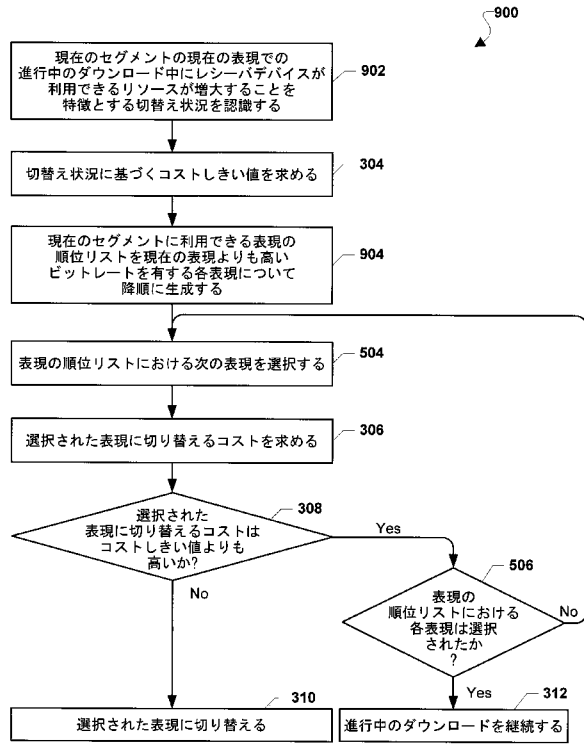 900
現在のセグメントの現在の表現での
進行中のダウンロード中にレシーバデバイスが
利用できるリソースが増大することを
特徴とする切替え状況を認識する
902
切替え状況に基づくコストしきい値を求める
304
現在のセグメントに利用できる表現の
順位リストを現在の表現よりも高い
ビットレートを有する各表現について
降順に生成する
904
表現の順位リストにおける次の表現を選択する
504
選択された表現に切り替えるコストを求める
306
選択された
表現に切り替えるコストは
コストしきい値よりも
高いか?
308
Yes
No
表現の
順位リストにおける
各表現は選択
されたか
?
506
No
Yes
選択された表現に切り替える
310
進行中のダウンロードを継続する
312